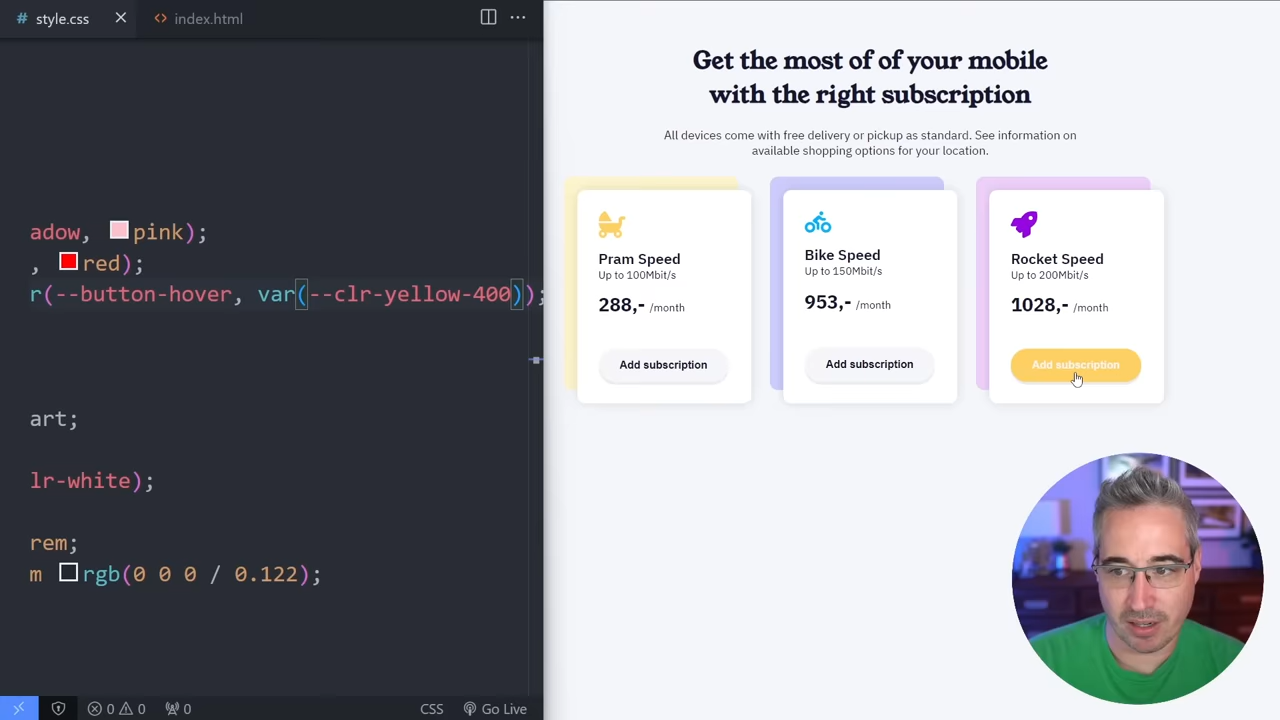 style.css
index.html
adow, pink);
, red);
r(--button-hover, var(--clr-yellow-400));
art;
lr-white);
rem;
m rgb(0 0 0 / 0.122);
0 0 0
CSS
Go Live
Get the most of of your mobile
with the right subscription
All devices come with free delivery or pickup as standard. See information on
available shopping options for your location.
Pram Speed
Up to 100Mbit/s
288,- /month
Add subscription
Bike Speed
Up to 150Mbit/s
953,- /month
Add subscription
Rocket Speed
Up to 200Mbit/s
1028,- /month
Add subscription